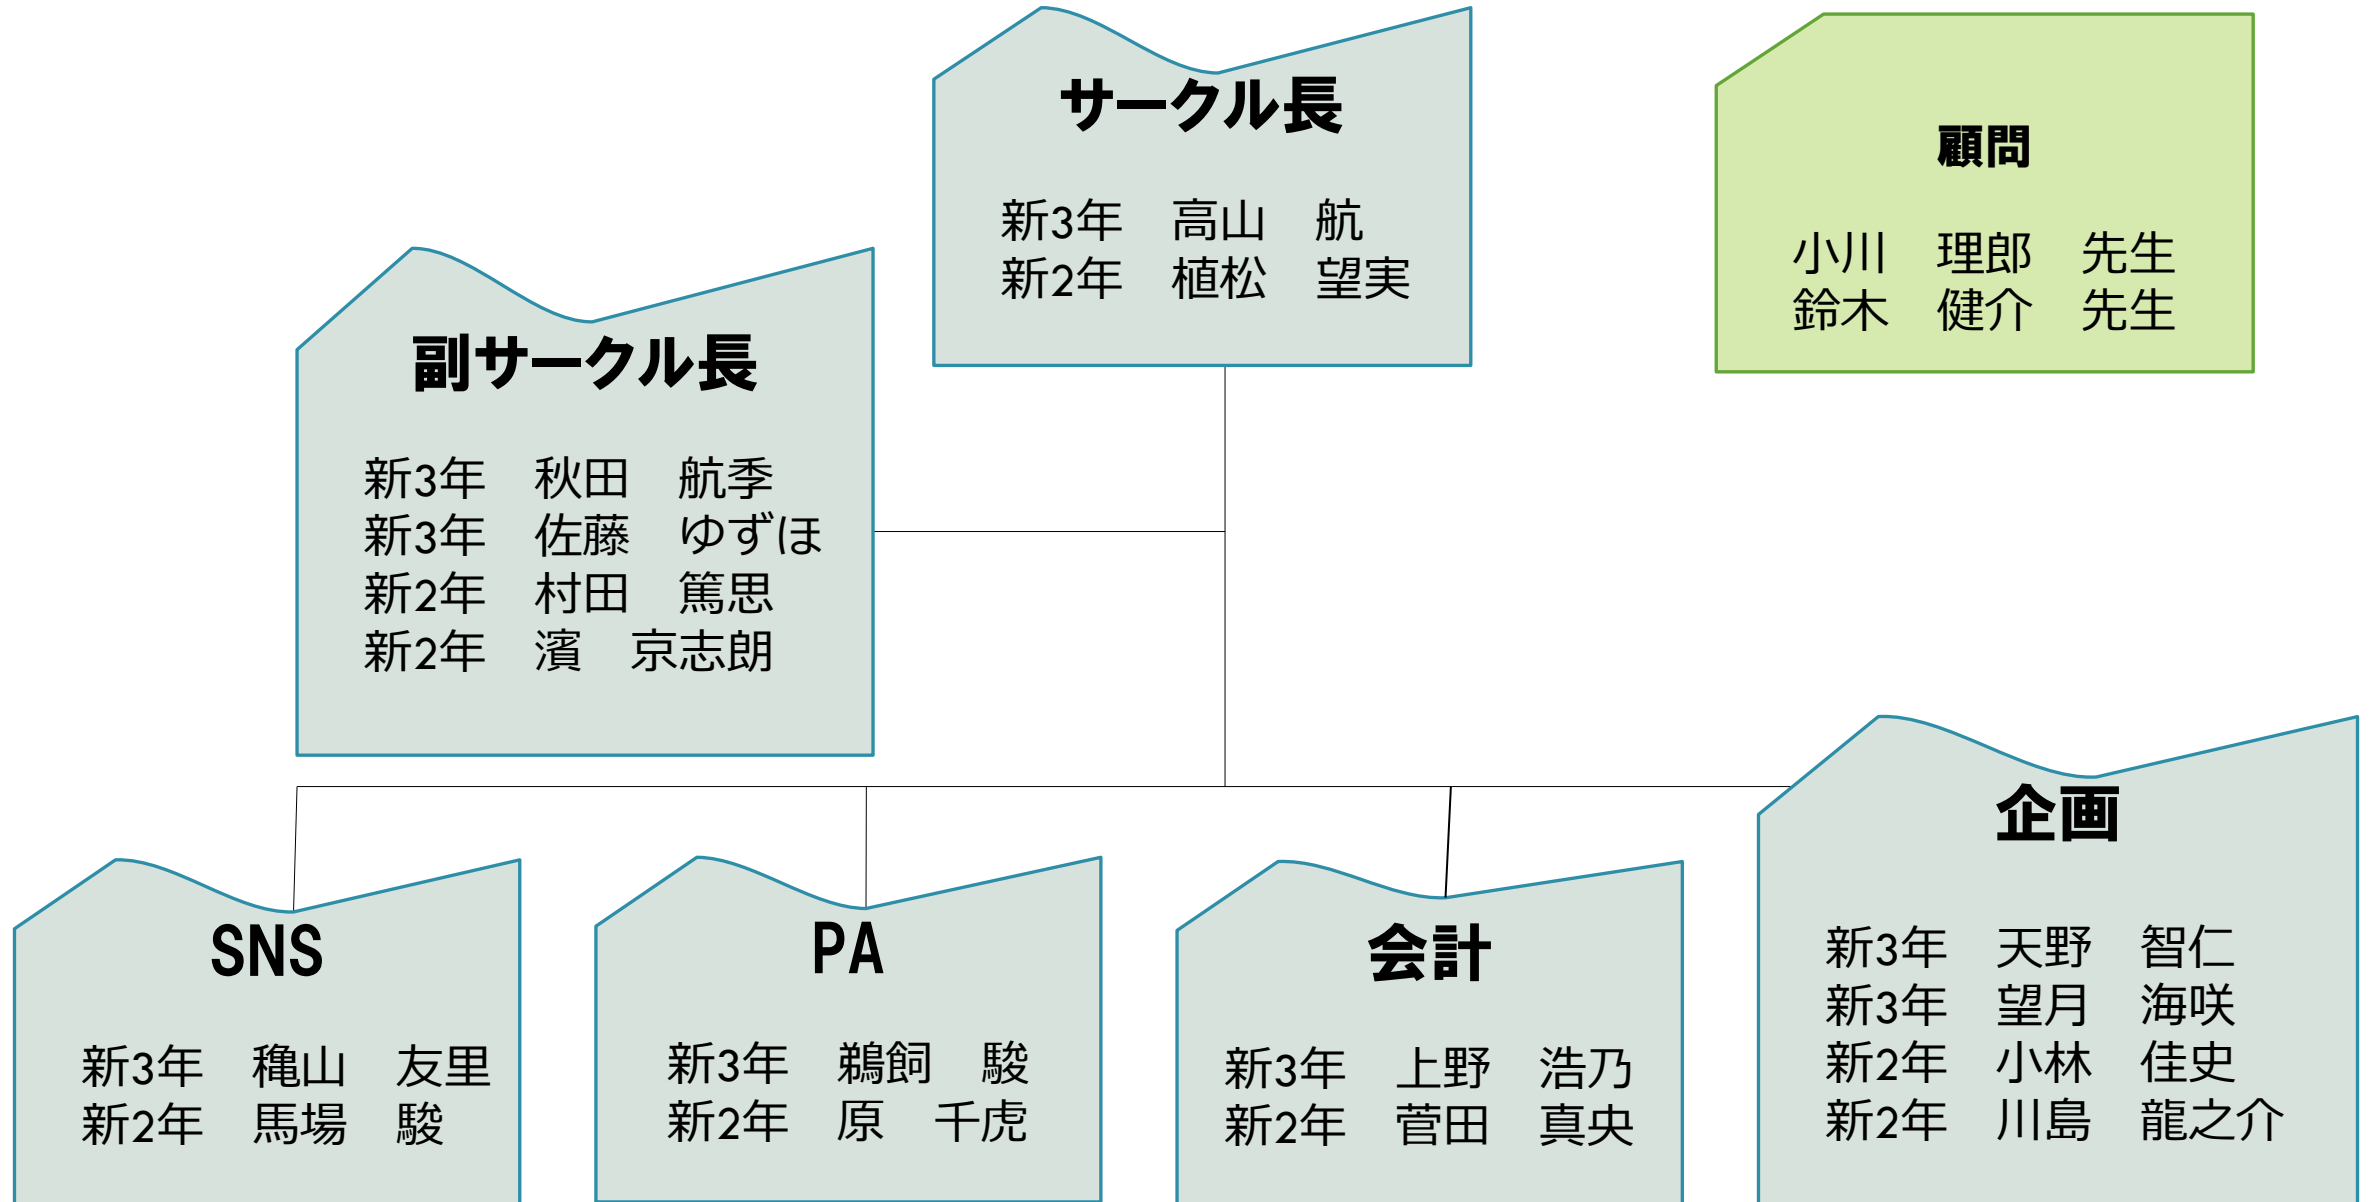 サークル長
新3年　高山　航
新2年　植松　望実
顧問
小川　理郎　先生
鈴木　健介　先生
副サークル長
新3年　秋田　航季
新3年　佐藤　ゆずほ
新2年　村田　篤思
新2年　濱　京志朗
SNS
新3年　穐山　友里
新2年　馬場　駿
PA
新3年　鵜飼　駿
新2年　原　千虎
会計
新3年　上野　浩乃
新2年　菅田　真央
企画
新3年　天野　智仁
新3年　望月　海咲
新2年　小林　佳史
新2年　川島　龍之介